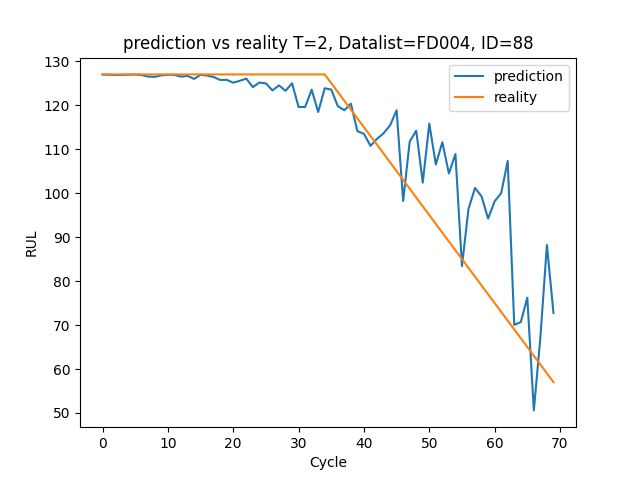 prediction vs reality T=2, Datalist=FD004, ID=88
prediction
reality
130
120
110
100
90
80
70
60
50
RUL
0 10 20 30 40 50 60 70
Cycle